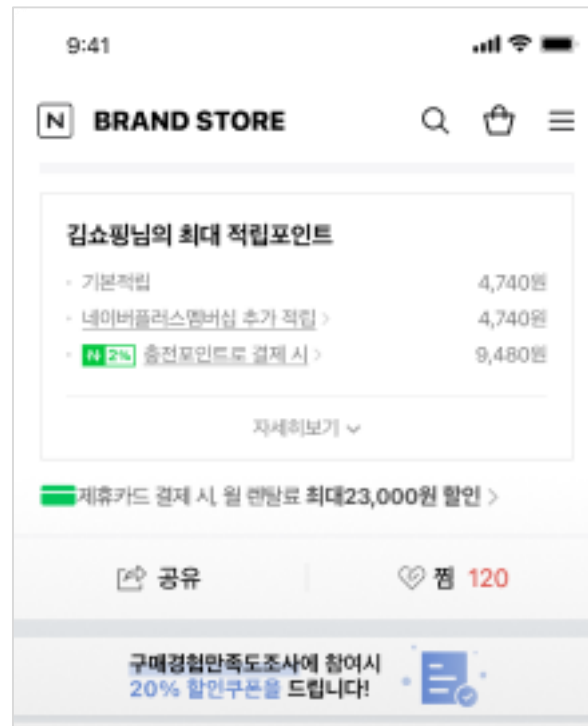 9:41
N BRAND STORE
김쇼핑님의 최대 적립포인트
· 기본적립 4,740원
· 네이버플러스멤버십 추가 적립 > 4,740원
· N 2% 충전포인트로 결제 시 > 9,480원
자세히보기
제휴카드 결제 시, 월 렌탈료 최대23,000원 할인 >
공유 찜 120
구매경험만족도조사에 참여시
20% 할인쿠폰을 드립니다!